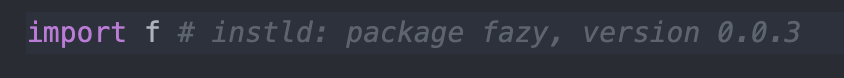 import f # instld: package fazy, version 0.0.3